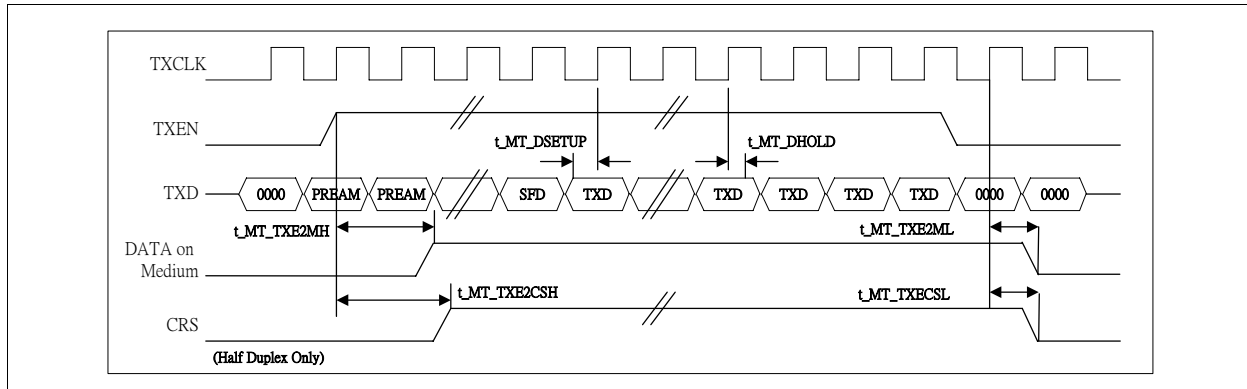 TXCLK
TXEN
t_MT_DSETUP
t_MT_DHOLD
TXD
0000
PREAM
PREAM
SFD
TXD
TXD
TXD
TXD
TXD
0000
0000
t_MT_TXE2MH
t_MT_TXE2ML
DATA on
Medium
t_MT_TXE2CSH
t_MT_TXECSL
CRS
(Half Duplex Only)